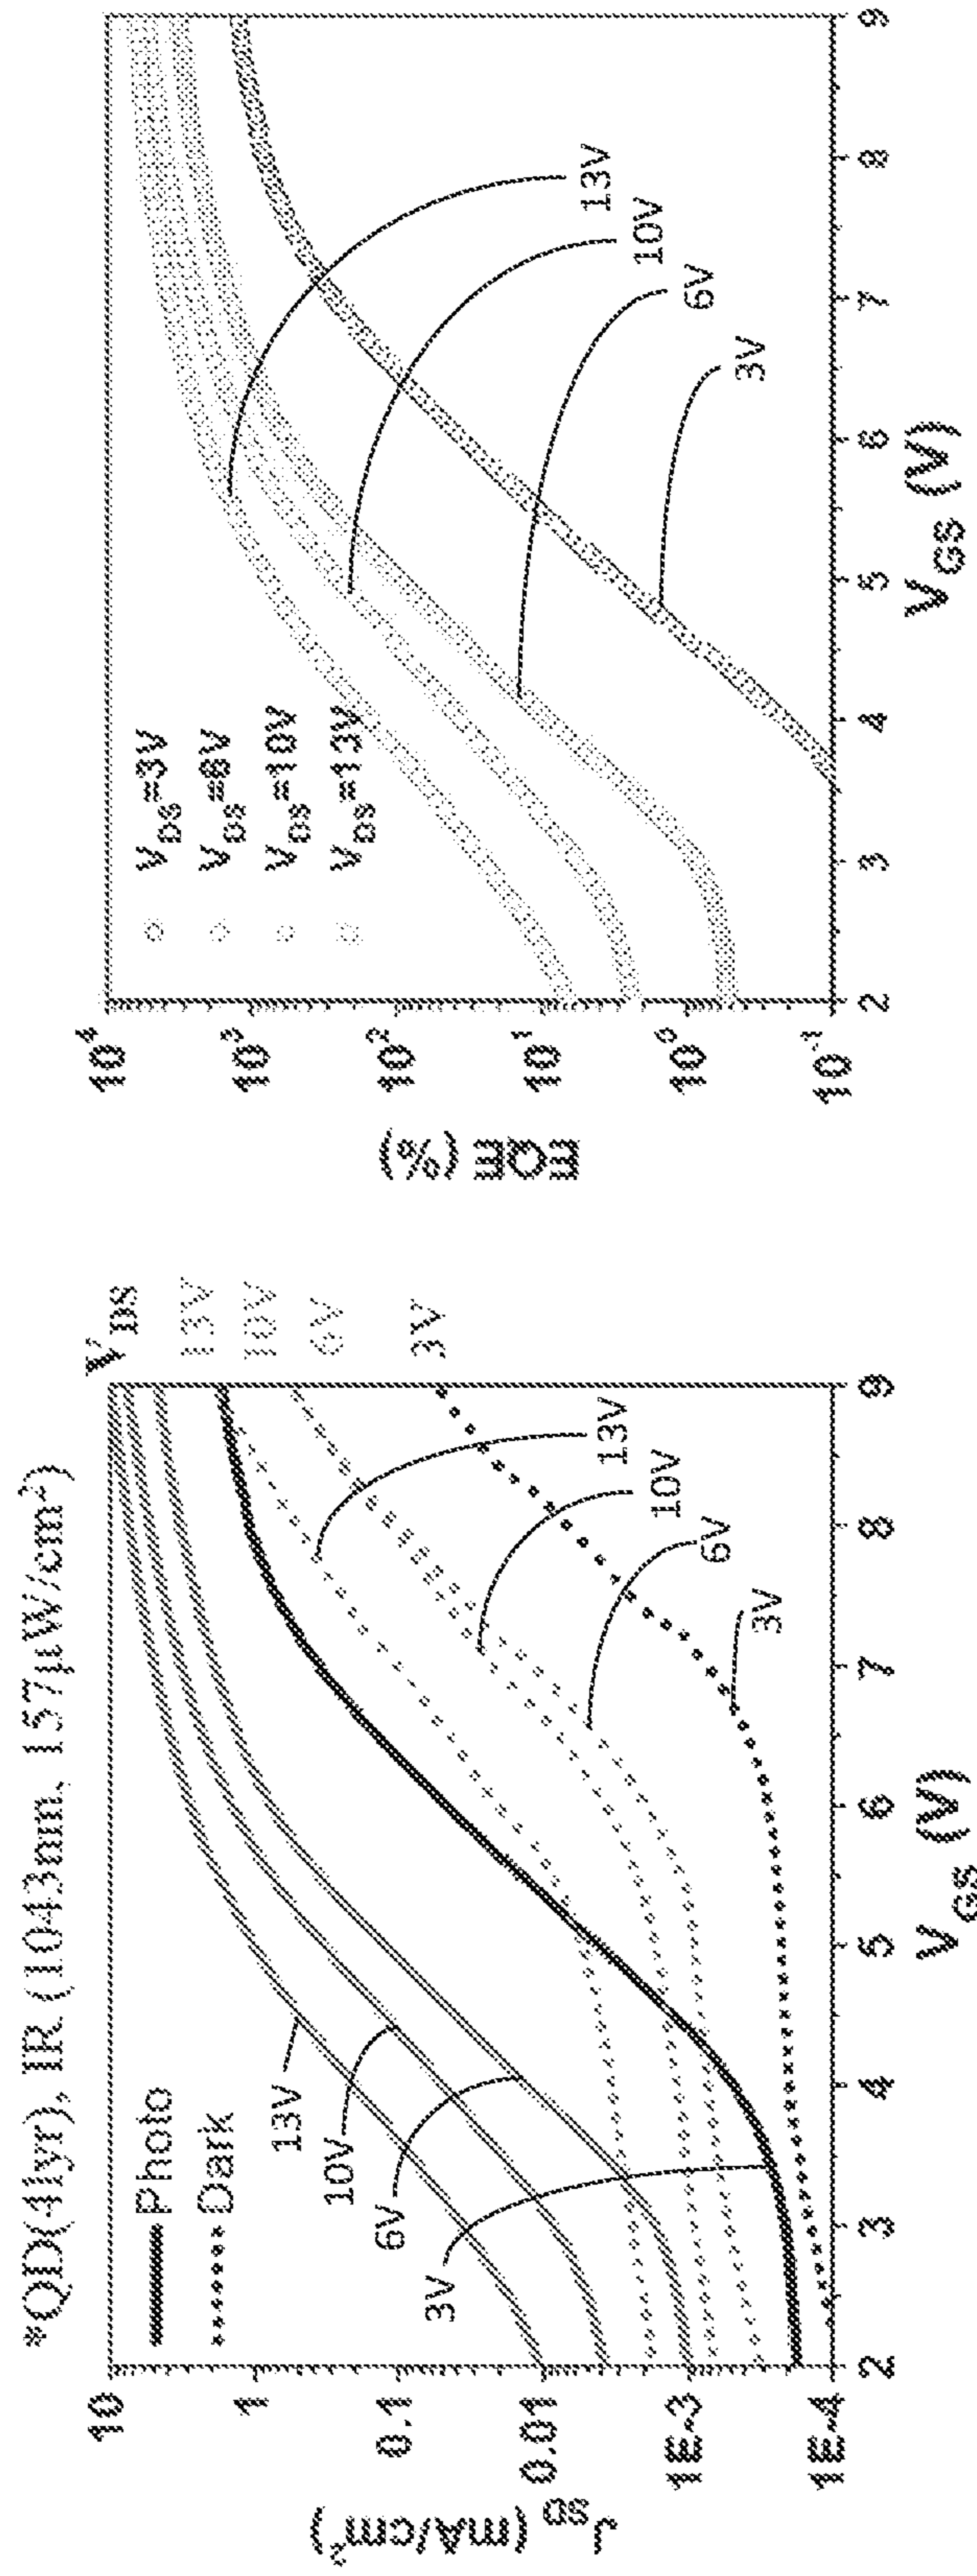 *QD(4lyr), IR (1043nm, 157μW/cm²)
Photo
Dark
V_DS
13V
10V
6V
3V
13V
10V
6V
3V
13V
10V
6V
3V
10
1
0.1
0.01
1E-3
1E-4
J_SD (mA/cm²)
2 3 4 5 6 7 8 9
V_GS (V)
V_DS=3V
V_DS=6V
V_DS=10V
V_DS=13V
13V
10V
6V
3V
10⁴
10³
10²
10¹
10⁰
10⁻¹
EQE (%)
2 3 4 5 6 7 8 9
V_GS (V)